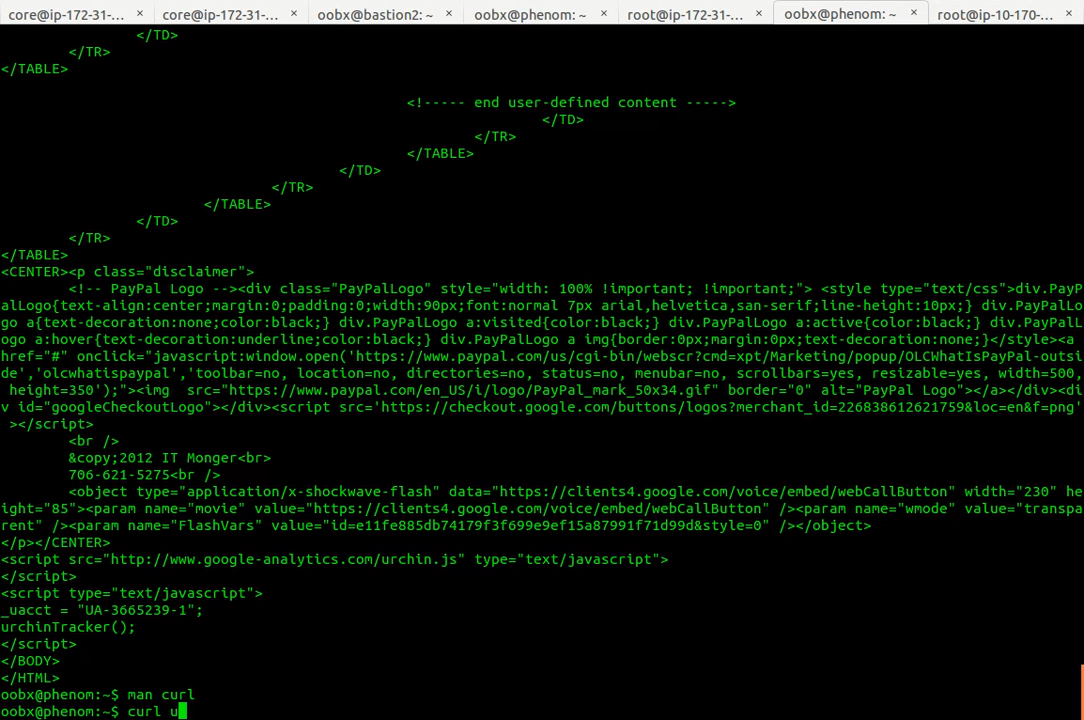 core@ip-172-31-... × core@ip-172-31-... × oobx@bastion2: ~ × oobx@phenom: ~ × root@ip-172-31-... × oobx@phenom: ~ × root@ip-10-170-... ×
</TD>
</TR>
</TABLE>
<!----- end user-defined content ----->
</TD>
</TR>
</TABLE>
</TD>
</TR>
</TABLE>
</TD>
</TR>
</TABLE>
<CENTER><p class="disclaimer">
<!-- PayPal Logo --><div class="PayPalLogo" style="width: 100% !important; !important;"> <style type="text/css">div.PayP
alLogo{text-align:center;margin:0;padding:0;width:90px;font:normal 7px arial,helvetica,san-serif;line-height:10px;} div.PayPalLo
go a{text-decoration:none;color:black;} div.PayPalLogo a:visited{color:black;} div.PayPalLogo a:active{color:black;} div.PayPalL
ogo a:hover{text-decoration:underline;color:black;} div.PayPalLogo a img{border:0px;margin:0px;text-decoration:none;}</style><a 
href="#" onclick="javascript:window.open('https://www.paypal.com/us/cgi-bin/webscr?cmd=xpt/Marketing/popup/OLCWhatIsPayPal-outsi
de','olcwhatispaypal','toolbar=no, location=no, directories=no, status=no, menubar=no, scrollbars=yes, resizable=yes, width=500,
 height=350');"><img  src="https://www.paypal.com/en_US/i/logo/PayPal_mark_50x34.gif" border="0" alt="PayPal Logo"></a></div><di
v id="googleCheckoutLogo"></div><script src='https://checkout.google.com/buttons/logos?merchant_id=226838612621759&loc=en&f=png'
 ></script>
<br />
&copy;2012 IT Monger<br>
706-621-5275<br />
<object type="application/x-shockwave-flash" data="https://clients4.google.com/voice/embed/webCallButton" width="230" he
ight="85"><param name="movie" value="https://clients4.google.com/voice/embed/webCallButton" /><param name="wmode" value="transpa
rent" /><param name="FlashVars" value="id=e11fe885db74179f3f699e9ef15a87991f71d99d&style=0" /></object>
</p></CENTER>
<script src="http://www.google-analytics.com/urchin.js" type="text/javascript">
</script>
<script type="text/javascript">
_uacct = "UA-3665239-1";
urchinTracker();
</script>
</BODY>
</HTML>
oobx@phenom:~$ man curl
oobx@phenom:~$ curl u